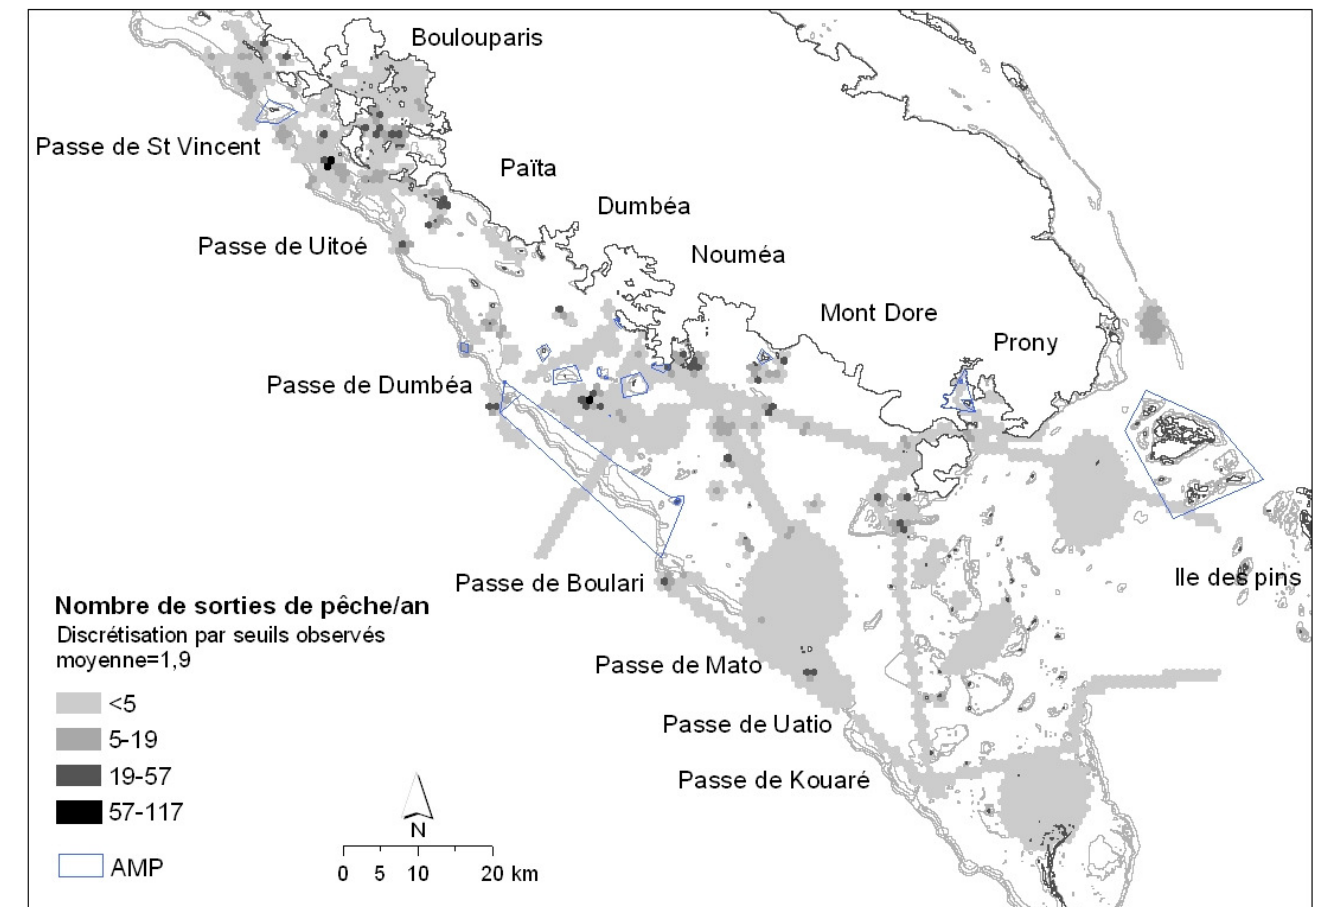 Boulouparis
Passe de St Vincent
Païta
Dumbéa
Passe de Uitoé
Nouméa
Mont Dore
Prony
Passe de Dumbéa
Ile des pins
Passe de Boulari
Nombre de sorties de pêche/an
Discrétisation par seuils observés
moyenne=1,9
Passe de Mato
<5
Passe de Uatio
5-19
19-57
Passe de Kouaré
57-117
N
AMP
0 5 10 20 km